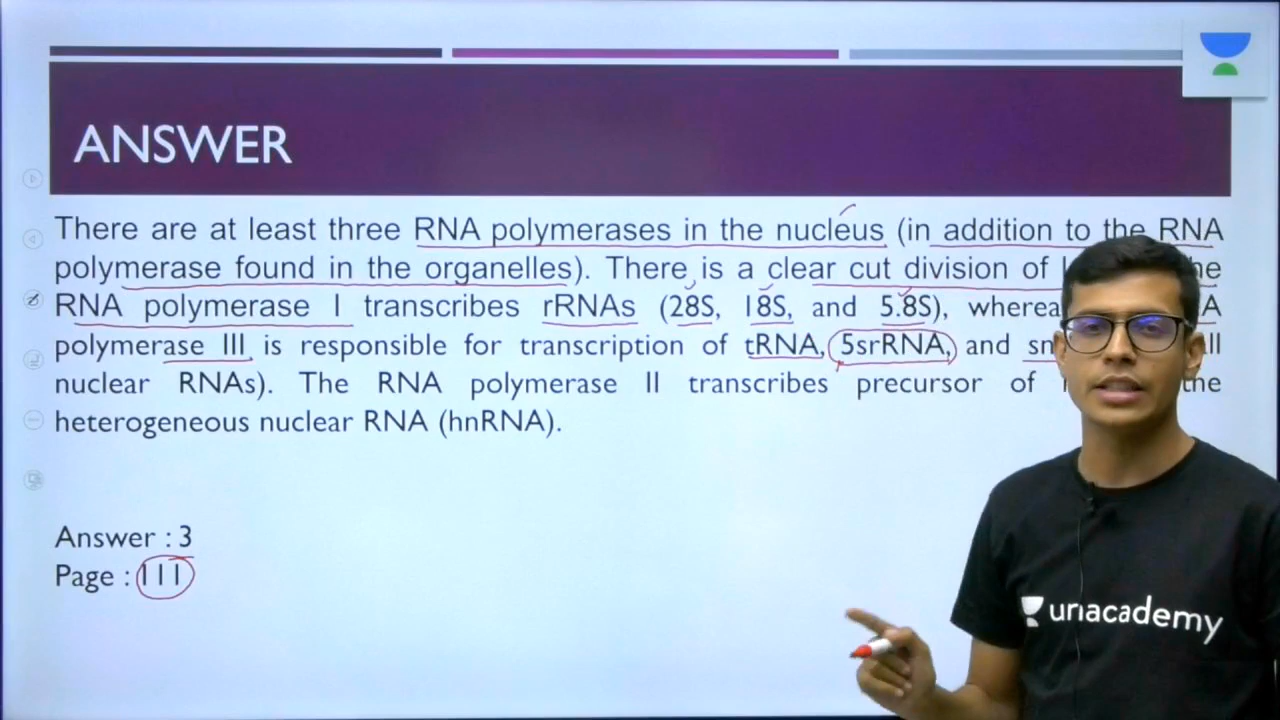 ANSWER
There are at least three RNA polymerases in the nucleus (in addition to the RNA
polymerase found in the organelles). There is a clear cut division of
RNA polymerase I transcribes rRNAs (28S, 18S, and 5.8S),
polymerase III is responsible for transcription of tRNA, 5srRNA, and
nuclear RNAs). The RNA polymerase II transcribes precursor of the
heterogeneous nuclear RNA (hnRNA).
Answer : 3
Page : 111
unacademy